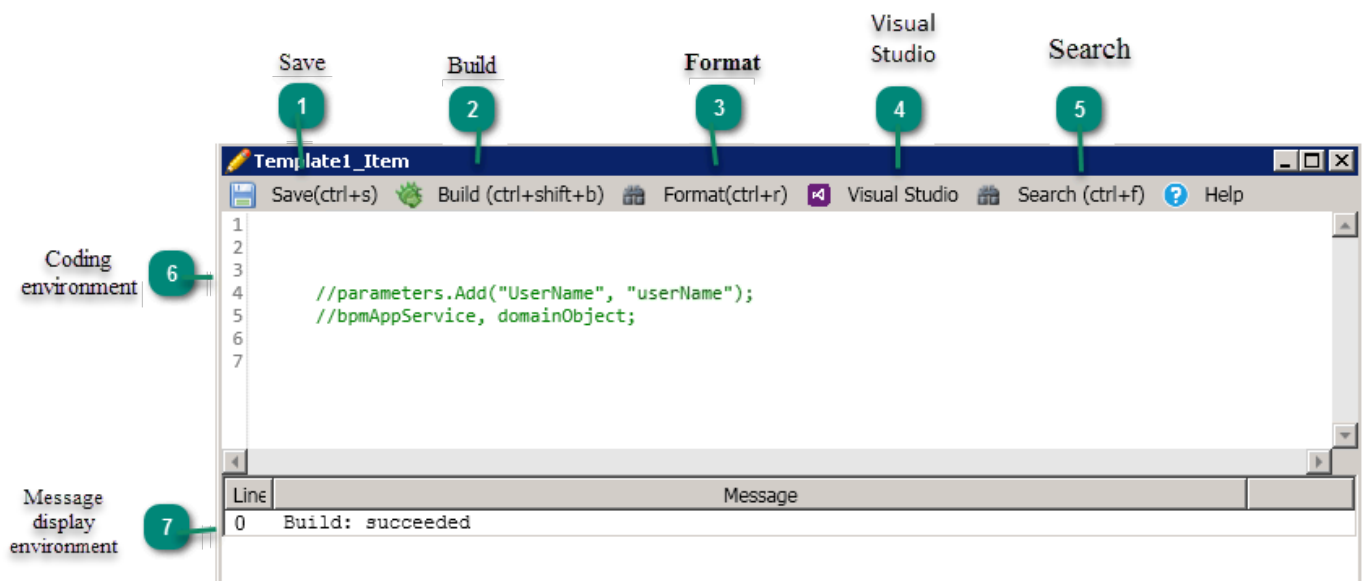 Visual
Studio
Save
Build
Format
Search
1
2
3
4
5
Template1_Item
Save(ctrl+s) Build (ctrl+shift+b) Format(ctrl+r) Visual Studio Search (ctrl+f) ? Help
1
2
3
4 //parameters.Add("UserName", "userName");
5 //bpmAppService, domainObject;
6
7
Coding
environment
6
Line Message
0 Build: succeeded
Message
display
environment
7